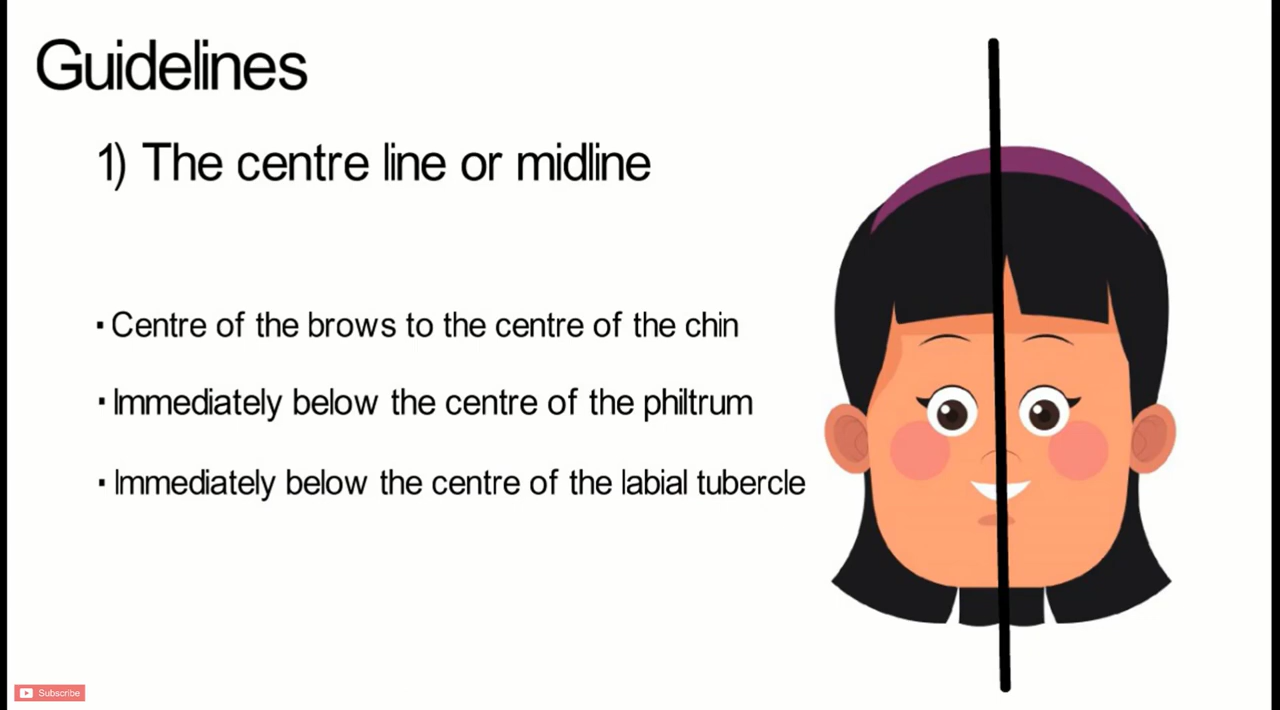 Guidelines
1) The centre line or midline
▪ Centre of the brows to the centre of the chin
▪ Immediately below the centre of the philtrum
▪ Immediately below the centre of the labial tubercle
Subscribe